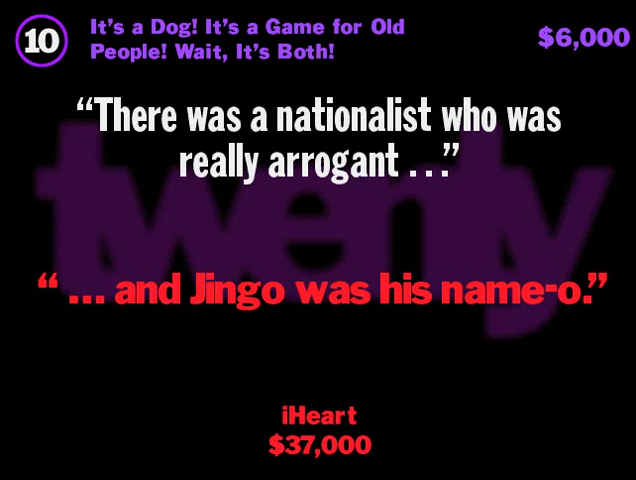 10
It's a Dog! It's a Game for Old
People! Wait, It's Both!
$6,000
“There was a nationalist who was
really arrogant . . .”
twenty
“ ... and Jingo was his name-o.”
iHeart
$37,000